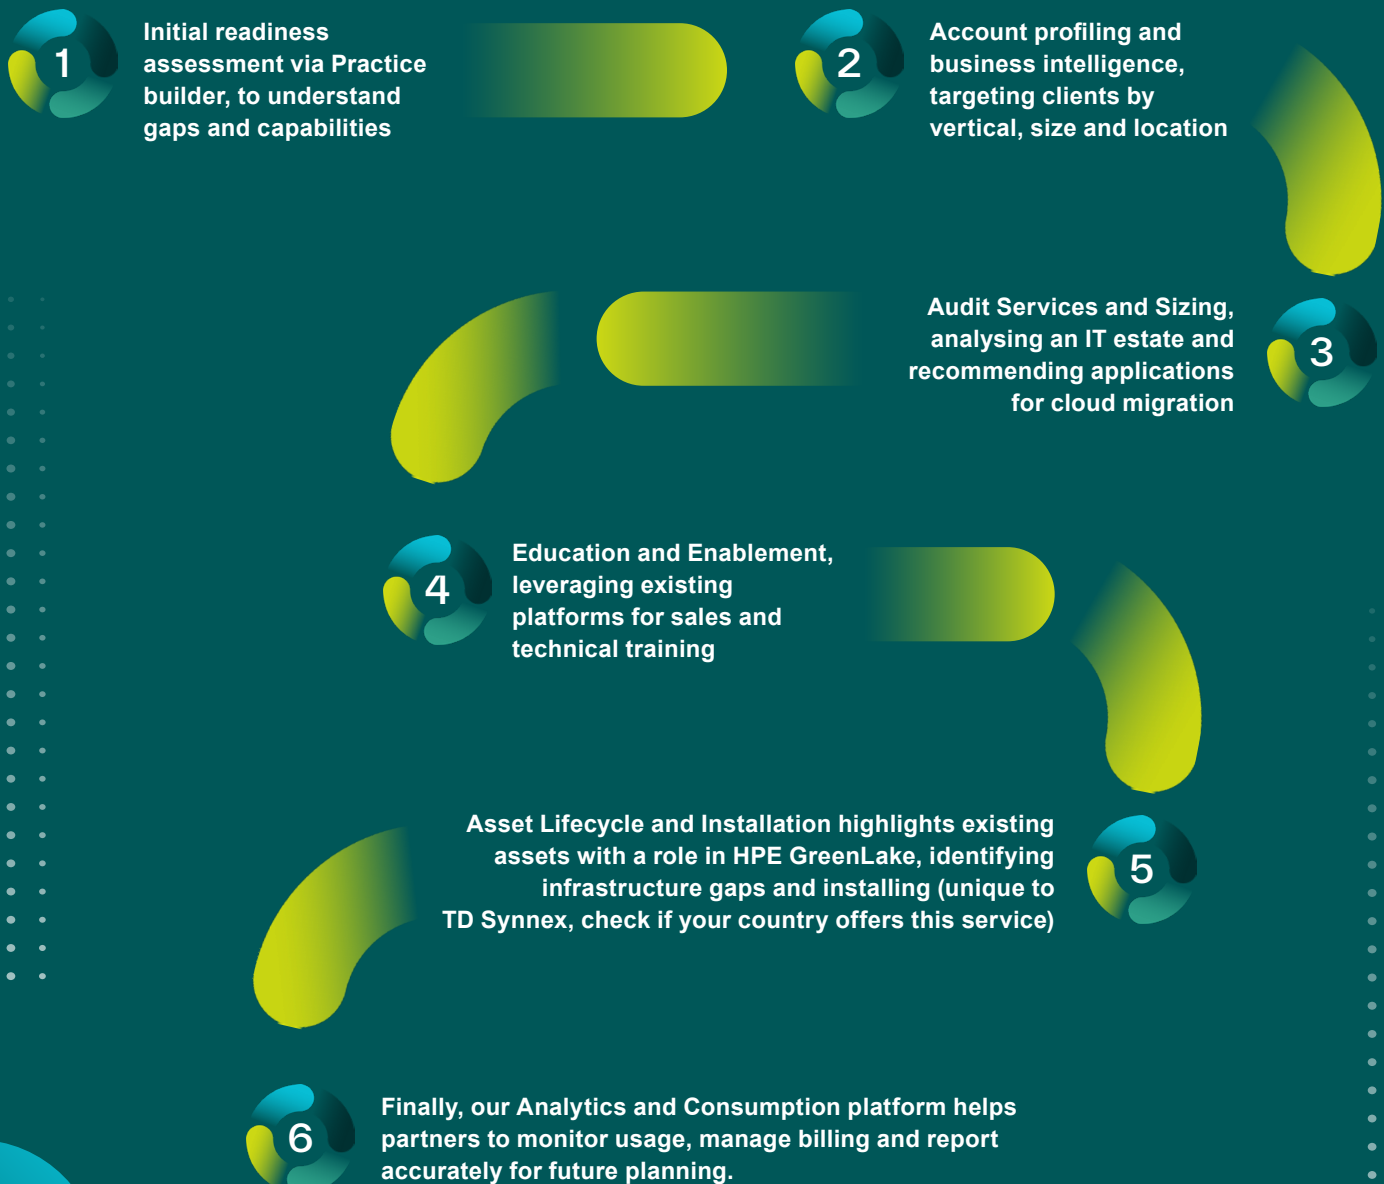 1
Initial readiness
assessment via Practice
builder, to understand
gaps and capabilities
2
Account profiling and
business intelligence,
targeting clients by
vertical, size and location
Audit Services and Sizing,
analysing an IT estate and
recommending applications
for cloud migration
3
4
Education and Enablement,
leveraging existing
platforms for sales and
technical training
Asset Lifecycle and Installation highlights existing
assets with a role in HPE GreenLake, identifying
infrastructure gaps and installing (unique to
TD Synnex, check if your country offers this service)
5
6
Finally, our Analytics and Consumption platform helps
partners to monitor usage, manage billing and report
accurately for future planning.